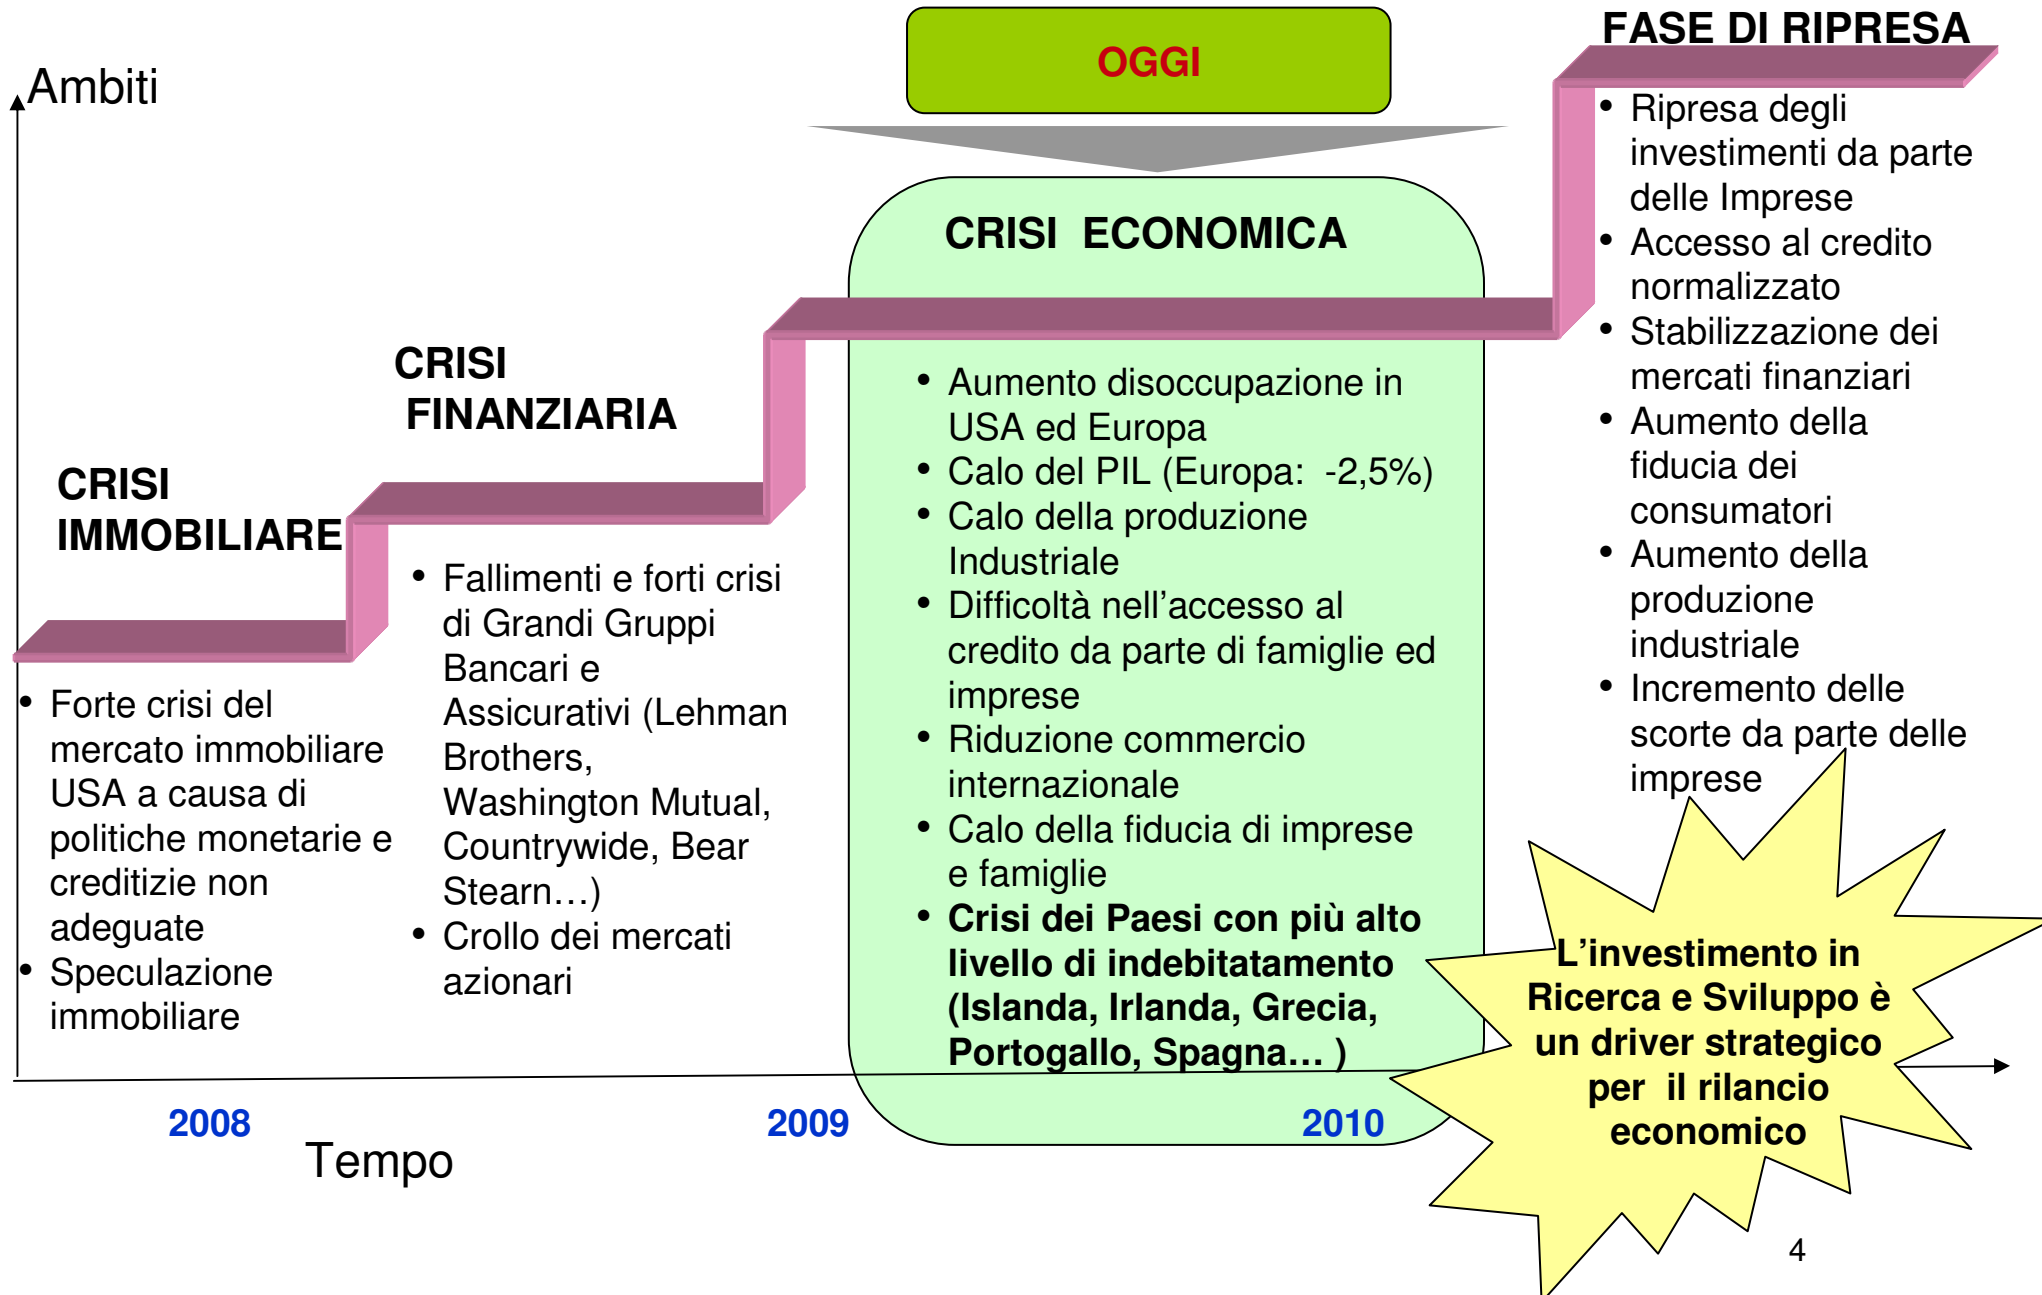 Ambiti
OGGI
FASE DI RIPRESA
CRISI
IMMOBILIARE
• Forte crisi del
mercato immobiliare
USA a causa di
politiche monetarie e
creditizie non
adeguate
• Speculazione
immobiliare
CRISI
FINANZIARIA
• Fallimenti e forti crisi
di Grandi Gruppi
Bancari e
Assicurativi (Lehman
Brothers,
Washington Mutual,
Countrywide, Bear
Stearn…)
• Crollo dei mercati
azionari
CRISI ECONOMICA
• Aumento disoccupazione in
USA ed Europa
• Calo del PIL (Europa: -2,5%)
• Calo della produzione
Industriale
• Difficoltà nell’accesso al
credito da parte di famiglie ed
imprese
• Riduzione commercio
internazionale
• Calo della fiducia di imprese
e famiglie
• Crisi dei Paesi con più alto
livello di indebitatamento
(Islanda, Irlanda, Grecia,
Portogallo, Spagna… )
• Ripresa degli
investimenti da parte
delle Imprese
• Accesso al credito
normalizzato
• Stabilizzazione dei
mercati finanziari
• Aumento della
fiducia dei
consumatori
• Aumento della
produzione
industriale
• Incremento delle
scorte da parte delle
imprese
L’investimento in
Ricerca e Sviluppo è
un driver strategico
per il rilancio
economico
2008
2009
2010
Tempo
4